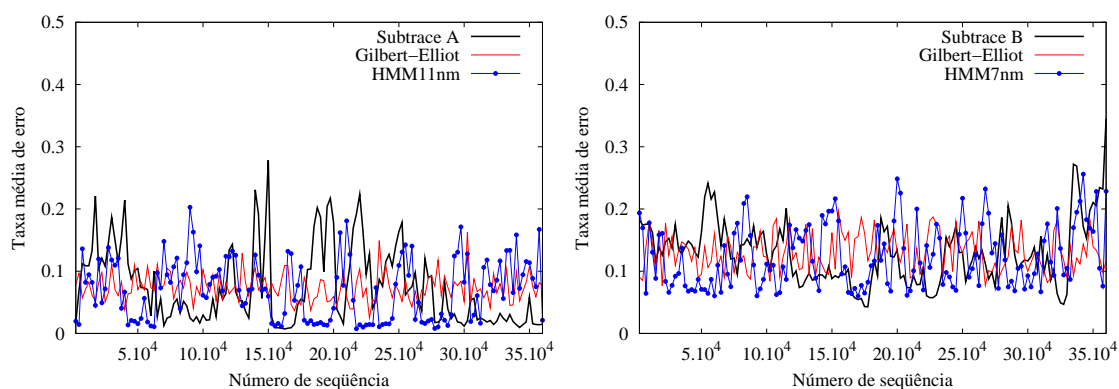 0.5
0.4
0.3
0.2
0.1
0
Taxa média de erro
Subtrace A
Gilbert−Elliot
HMM11nm
5.10⁴ 10.10⁴ 15.10⁴ 20.10⁴ 25.10⁴ 30.10⁴ 35.10⁴
Número de seqüência
0.5
0.4
0.3
0.2
0.1
0
Taxa média de erro
Subtrace B
Gilbert−Elliot
HMM7nm
5.10⁴ 10.10⁴ 15.10⁴ 20.10⁴ 25.10⁴ 30.10⁴ 35.10⁴
Número de seqüência